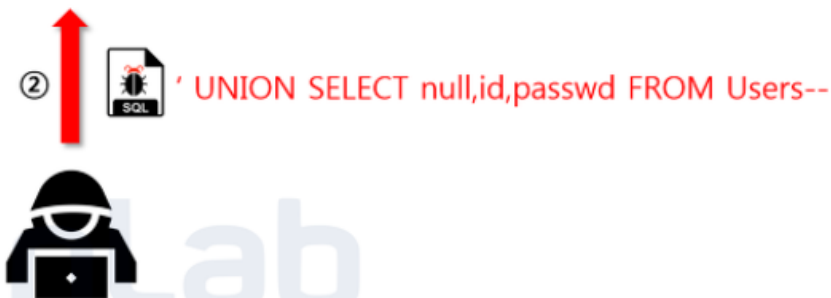 ②
SQL
‘ UNION SELECT null,id,passwd FROM Users--
Lab